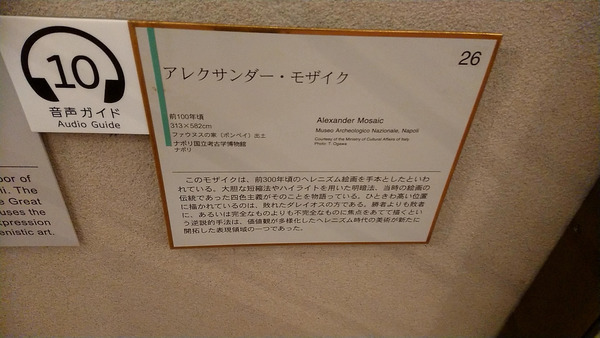 10
音声ガイド
Audio Guide
oor of
ii. The
e Great
uses the
xpression
enistic art.
26
アレクサンダー・モザイク
前100年頃
313×582cm
ファウヌスの家（ポンペイ）出土
ナポリ国立考古学博物館
ナポリ
Alexander Mosaic
Museo Archeologico Nazionale, Napoli
Courtesy of the Ministry of Cultural Affairs of Italy
Photo: T. Ogawa
このモザイクは、前300年頃のヘレニズム絵画を手本としたといわ
れている。大胆な短縮法やハイライトを用いた明暗法、当時の絵画の
伝統であった四色主義がそのことを物語っている。ひときわ高い位置
に描かれているのは、敗れたダレイオスの方である。勝者よりも敗者
に、あるいは完全なものよりも不完全なものに焦点をあてて描くとい
う逆説的手法は、価値観が多様化したヘレニズム時代の美術が新たに
開拓した表現領域の一つであった。